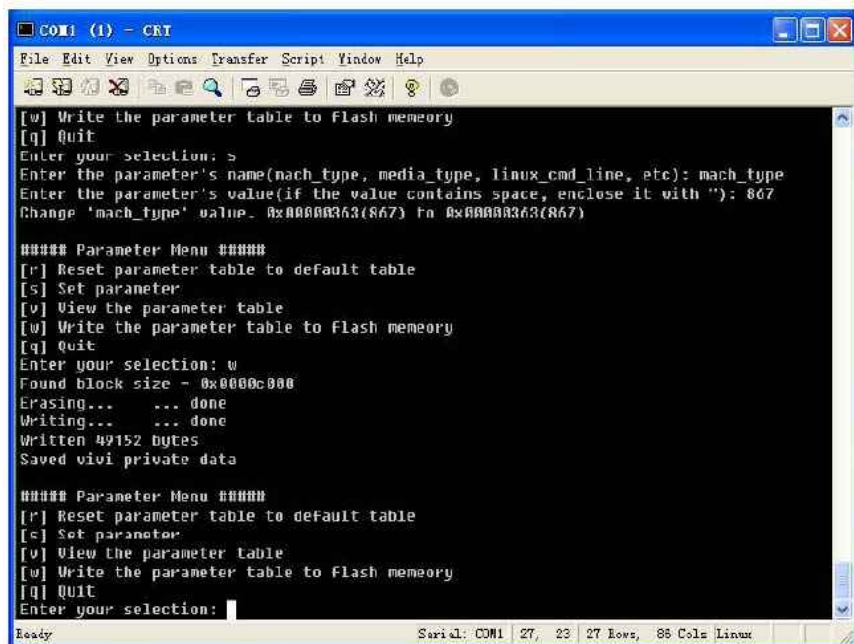 COM1 (1) - CRT
File Edit View Options Transfer Script Window Help
[w] Write the parameter table to flash memeory
[q] Quit
Enter your selection: s
Enter the parameter's name(mach_type, media_type, linux_cmd_line, etc): mach_type
Enter the parameter's value(if the value contains space, enclose it with "): 867
Change 'mach_type' value. 0x00000363(867) to 0x00000363(867)
##### Parameter Menu #####
[r] Reset parameter table to default table
[s] Set parameter
[v] View the parameter table
[w] Write the parameter table to flash memeory
[q] Quit
Enter your selection: w
Found block size = 0x0000c000
Erasing... ... done
Writing... ... done
Written 49152 bytes
Saved vivi private data
##### Parameter Menu #####
[r] Reset parameter table to default table
[s] Set parameter
[v] View the parameter table
[w] Write the parameter table to flash memeory
[q] Quit
Enter your selection:
Ready Serial: COM1 27, 23 27 Rows, 86 Cols Linux